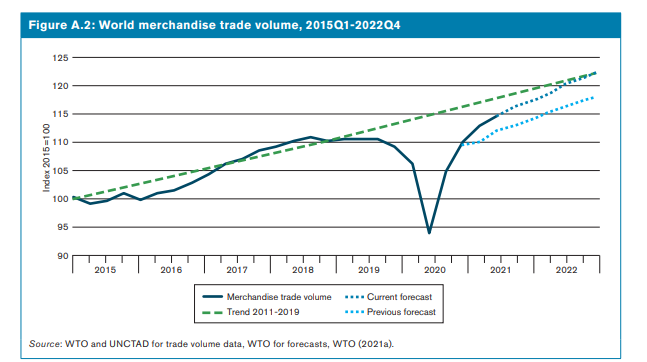 Figure A.2: World merchandise trade volume, 2015Q1-2022Q4
125
120
115
110
105
100
95
90
Index 2015=100
2015 2016 2017 2018 2019 2020 2021 2022
Merchandise trade volume Current forecast
Trend 2011-2019 Previous forecast
Source: WTO and UNCTAD for trade volume data, WTO for forecasts, WTO (2021a).